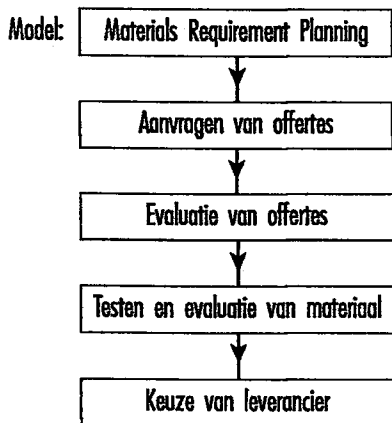 Model: Materials Requirement Planning
Aanvragen van offertes
Evaluatie van offertes
Testen en evaluatie van materiaal
Keuze van leverancier